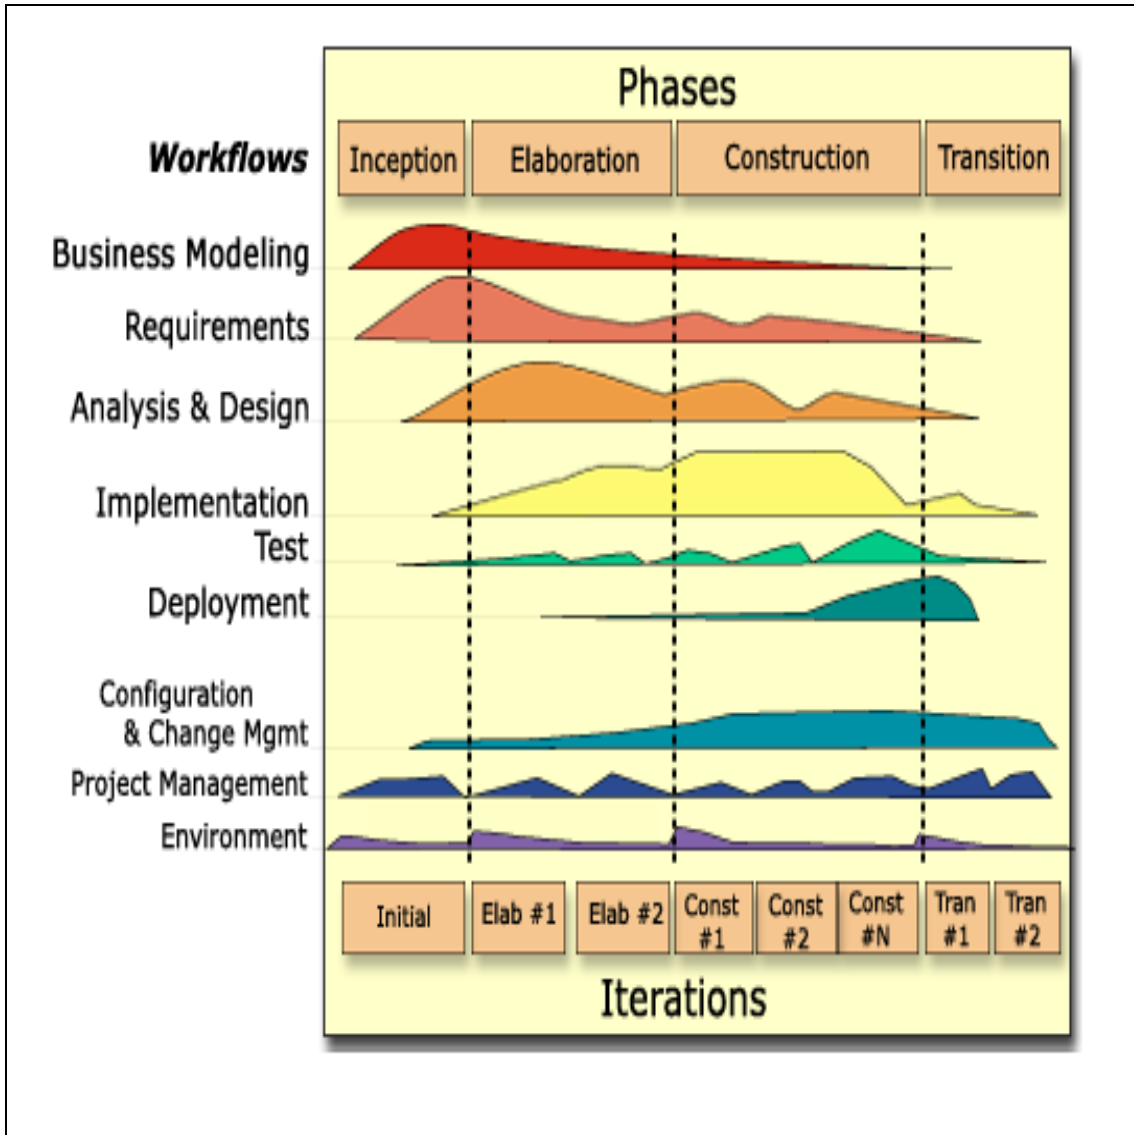 Phases
Workflows
Inception
Elaboration
Construction
Transition
Business Modeling
Requirements
Analysis & Design
Implementation
Test
Deployment
Configuration
& Change Mgmt
Project Management
Environment
Initial
Elab #1
Elab #2
Const
#1
Const
#2
Const
#N
Tran
#1
Tran
#2
Iterations